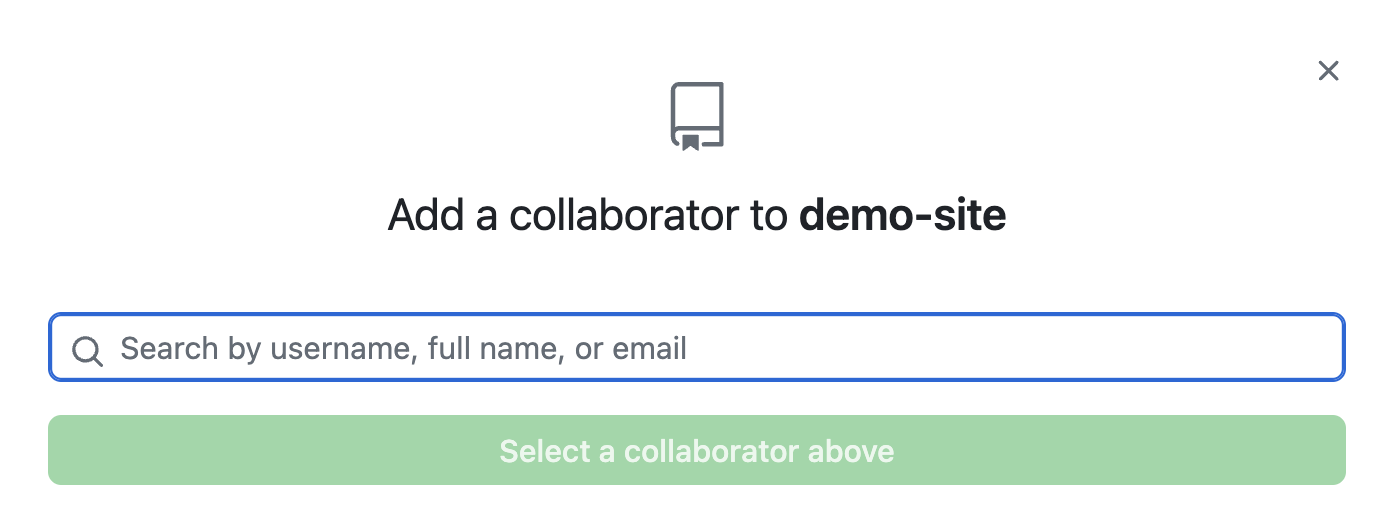 Add a collaborator to demo-site
Search by username, full name, or email
Select a collaborator above